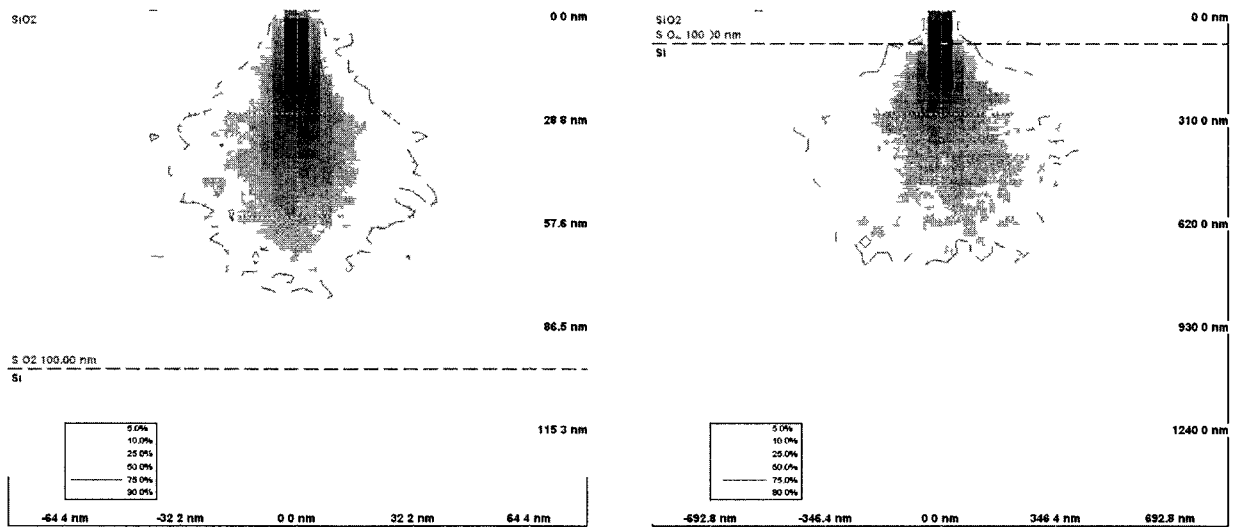 SiO2
0 0 nm
28 8 nm
57.6 nm
86.5 nm
S O2 100.00 nm
Si
115 3 nm
5.0%
10.0%
25 0%
50.0%
75.0%
90 0%
-64 4 nm
-32 2 nm
0 0 nm
32 2 nm
64 4 nm
SiO2
0 0 nm
Si
310 0 nm
620 0 nm
930 0 nm
1240 0 nm
5.0%
10.0%
25.0%
75.0%
-692.8 nm
-346.4 nm
0 0 nm
346 4 nm
692.8 nm